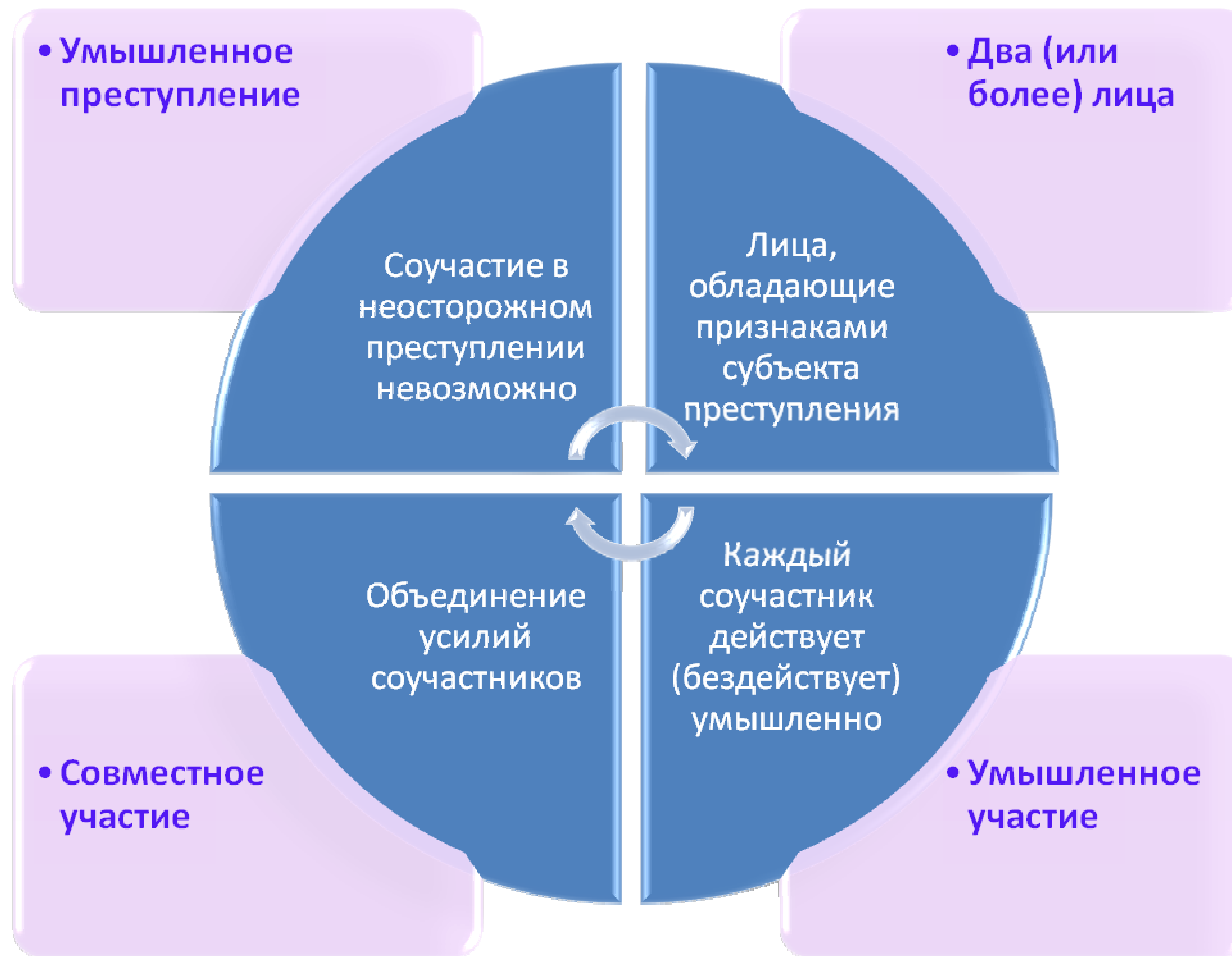 • Умышленное
преступление
• Два (или
более) лица
Соучастие в
неосторожном
преступлении
невозможно
Лица,
обладающие
признаками
субъекта
преступления
Объединение
усилий
соучастников
Каждый
соучастник
действует
(бездействует)
умышленно
• Совместное
участие
• Умышленное
участие